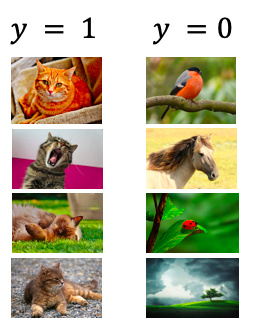 y = 1 y = 0